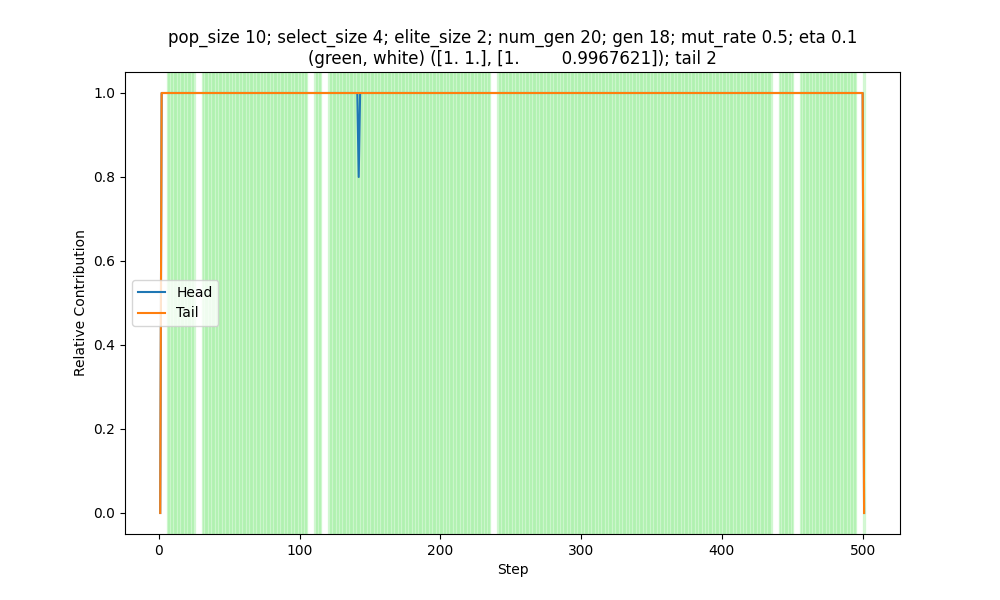 pop_size 10; select_size 4; elite_size 2; num_gen 20; gen 18; mut_rate 0.5; eta 0.1
(green, white) ([1. 1.], [1.        0.9967621]); tail 2
1.0
0.8
0.6
0.4
0.2
0.0
Relative Contribution
Head
Tail
0
100
200
300
400
500
Step